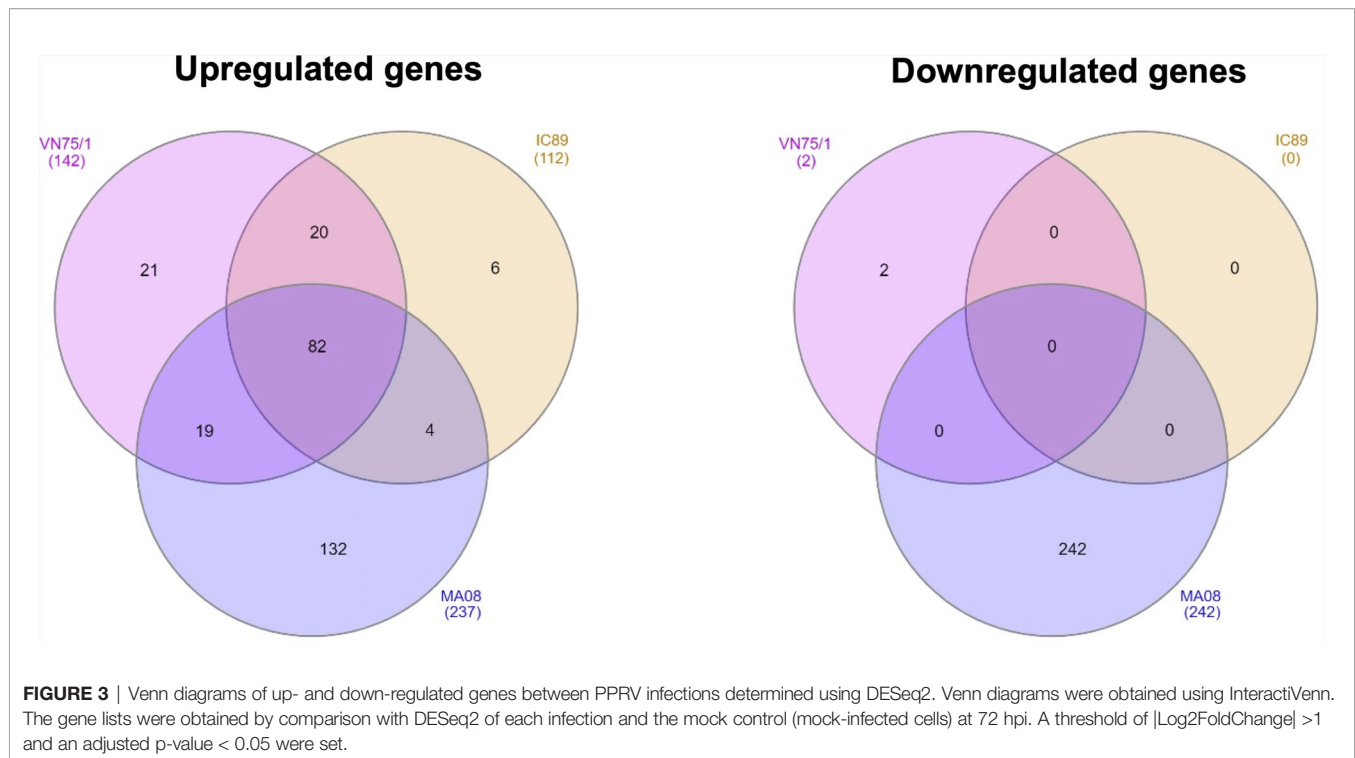 Upregulated genes
VN75/1
(142)
IC89
(112)
20
21
6
82
19
4
132
MA08
(237)
Downregulated genes
VN75/1
(2)
IC89
(0)
0
2
0
0
0
0
242
MA08
(242)
FIGURE 3 | Venn diagrams of up- and down-regulated genes between PPRV infections determined using DESeq2. Venn diagrams were obtained using InteractiVenn.
The gene lists were obtained by comparison with DESeq2 of each infection and the mock control (mock-infected cells) at 72 hpi. A threshold of |Log2FoldChange| >1
and an adjusted p-value < 0.05 were set.